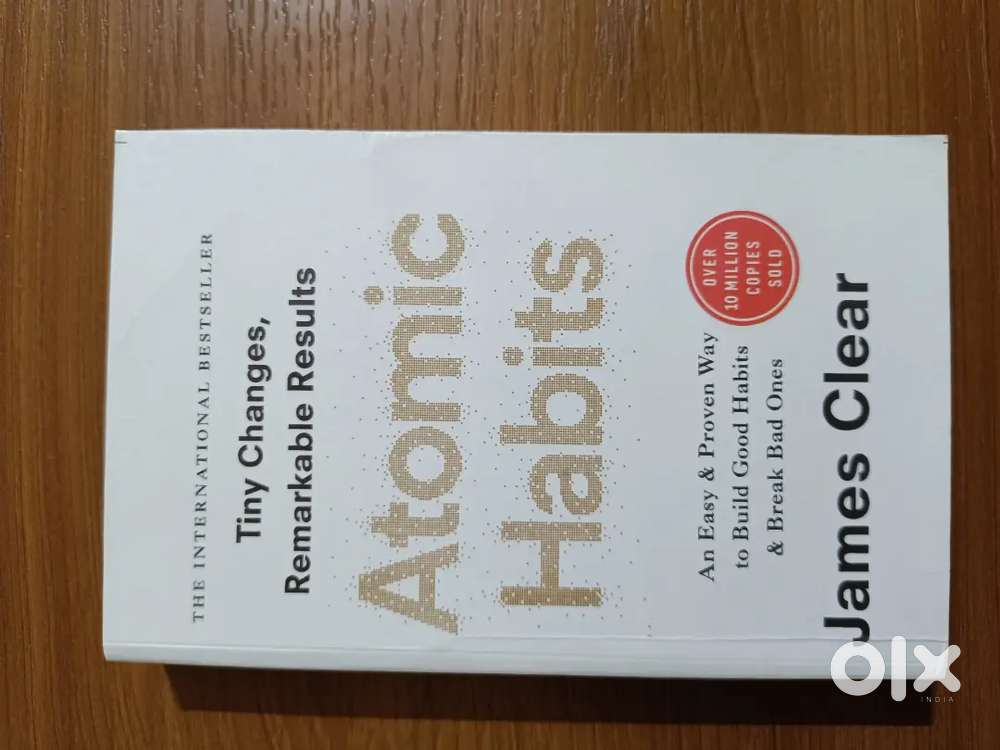 THE INTERNATIONAL BESTSELLER
Tiny Changes,
Remarkable Results
Atomic
Habits
An Easy & Proven Way
to Build Good Habits
& Break Bad Ones
OVER
10 MILLION
COPIES
SOLD
James Clear
olx
INDIA